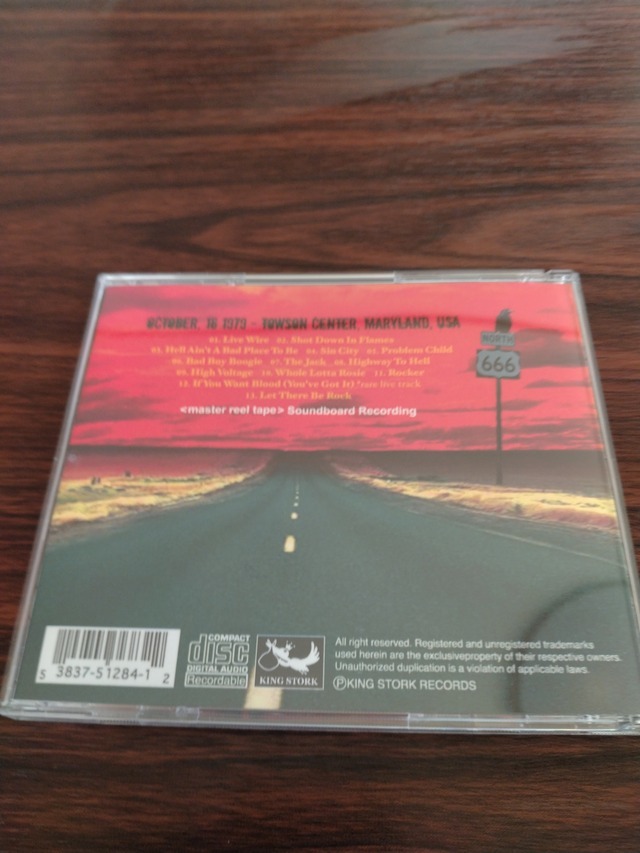 OCTOBER, 16 1979 - TOWSON CENTER, MARYLAND, USA
01. Live Wire 02. Shot Down In Flames
03. Hell Ain't A Bad Place To Be 04. Sin City 05. Problem Child
06. Bad Boy Boogie 07. The Jack 08. Highway To Hell
09. High Voltage 10. Whole Lotta Rosie 11. Rocker
12. If You Want Blood (You've Got It) *rare live track
13. Let There Be Rock
<master reel tape> Soundboard Recording
NORTH
666
5 3837-51284-1 2
COMPACT
disc
DIGITAL AUDIO
Recordable
KING STORK
All right reserved. Registered and unregistered trademarks
used herein are the exclusiveproperty of their respective owners.
Unauthorized duplication is a violation of applicable laws.
ⓅKING STORK RECORDS